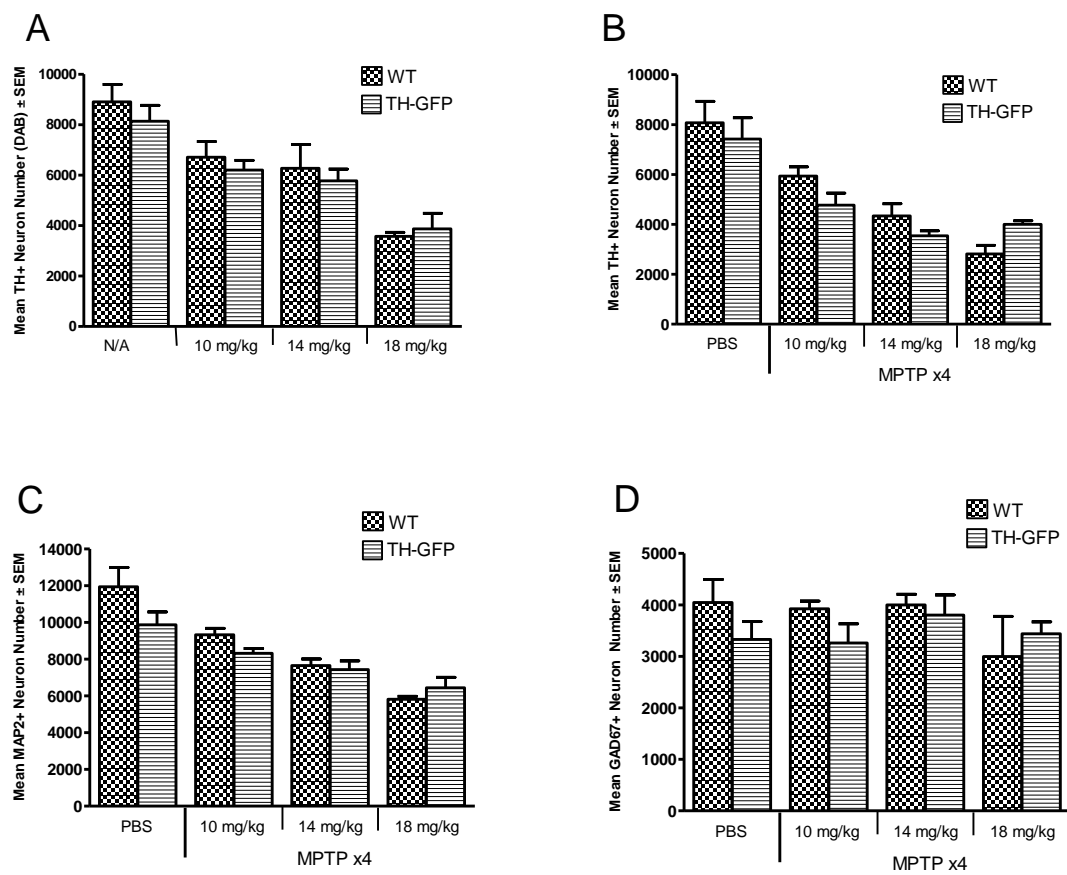 A
Mean TH+ Neuron Number (DAB) ± SEM
10000
8000
6000
4000
2000
0
WT
TH-GFP
N/A 10 mg/kg 14 mg/kg 18 mg/kg
B
Mean TH+ Neuron Number ± SEM
10000
8000
6000
4000
2000
0
WT
TH-GFP
PBS 10 mg/kg 14 mg/kg 18 mg/kg
MPTP x4
C
Mean MAP2+ Neuron Number ± SEM
14000
12000
10000
8000
6000
4000
2000
0
WT
TH-GFP
PBS 10 mg/kg 14 mg/kg 18 mg/kg
MPTP x4
D
Mean GAD67+ Neuron Number ± SEM
5000
4000
3000
2000
1000
0
WT
TH-GFP
PBS 10 mg/kg 14 mg/kg 18 mg/kg
MPTP x4